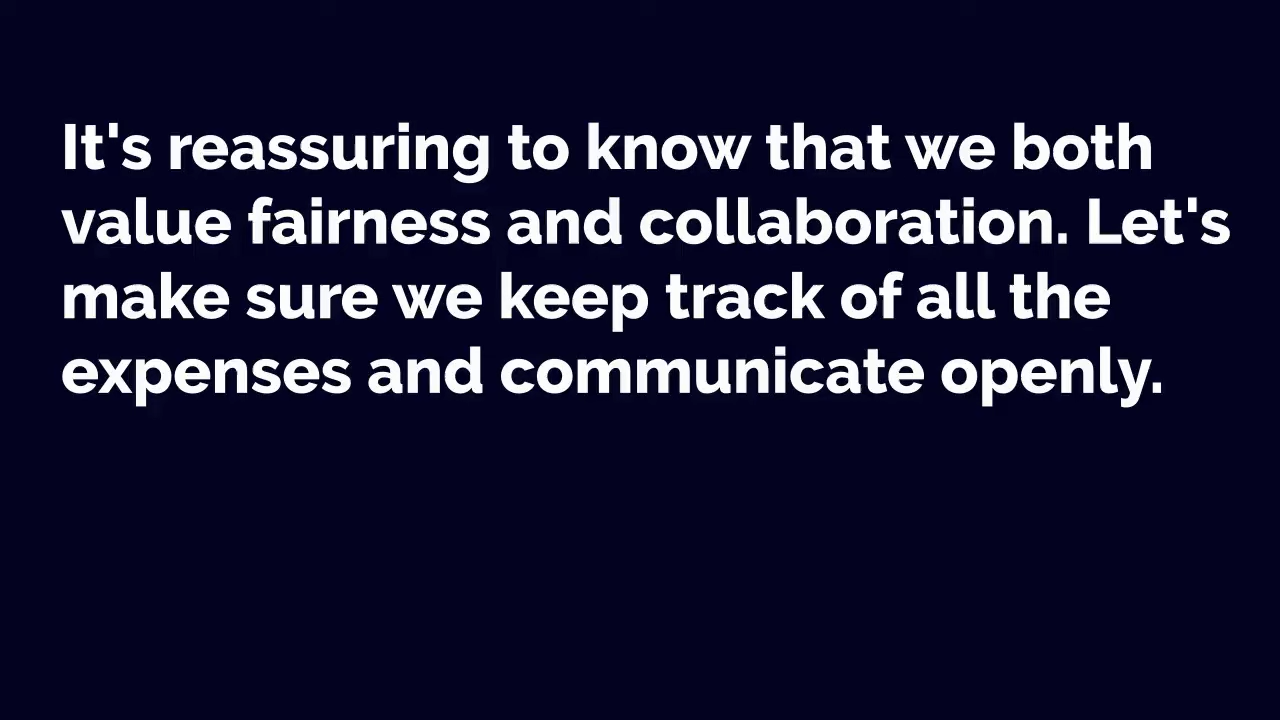 It's reassuring to know that we both
value fairness and collaboration. Let's
make sure we keep track of all the
expenses and communicate openly.